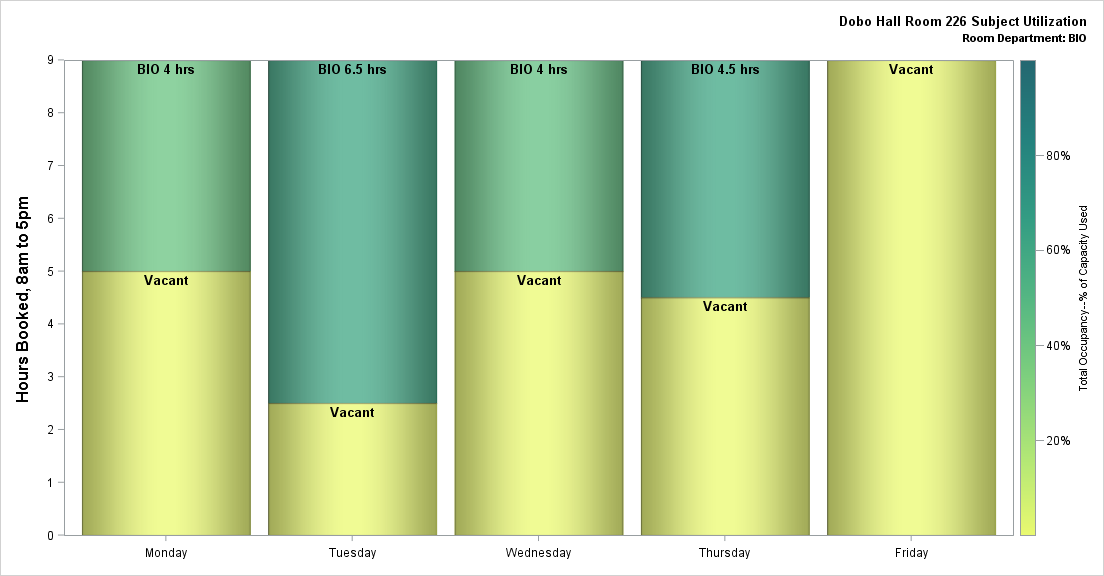 Dobo Hall Room 226 Subject Utilization
Room Department: BIO
Hours Booked, 8am to 5pm
9
8
7
6
5
4
3
2
1
0
BIO 4 hrs
BIO 6.5 hrs
BIO 4 hrs
BIO 4.5 hrs
Vacant
Vacant
Vacant
Vacant
Vacant
Monday
Tuesday
Wednesday
Thursday
Friday
80%
60%
40%
20%
Total Occupancy--% of Capacity Used